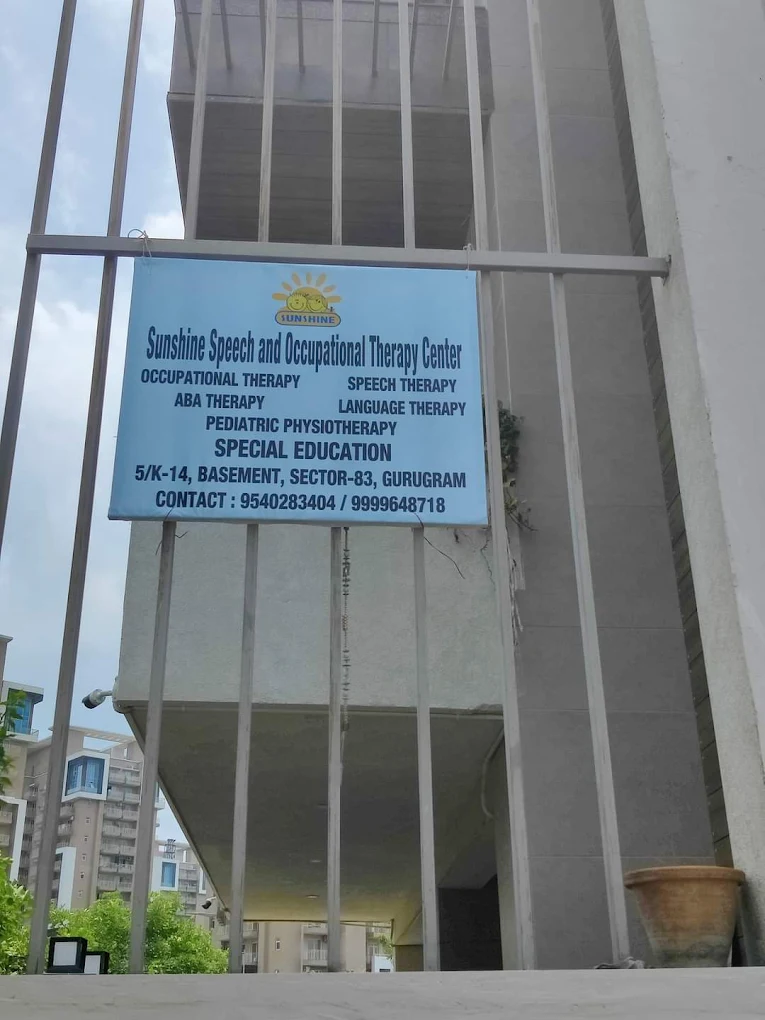 SUNSHINE
Sunshine Speech and Occupational Therapy Center
OCCUPATIONAL THERAPY SPEECH THERAPY
ABA THERAPY LANGUAGE THERAPY
PEDIATRIC PHYSIOTHERAPY
SPECIAL EDUCATION
5/K-14, BASEMENT, SECTOR-83, GURUGRAM
CONTACT : 9540283404 / 9999648718